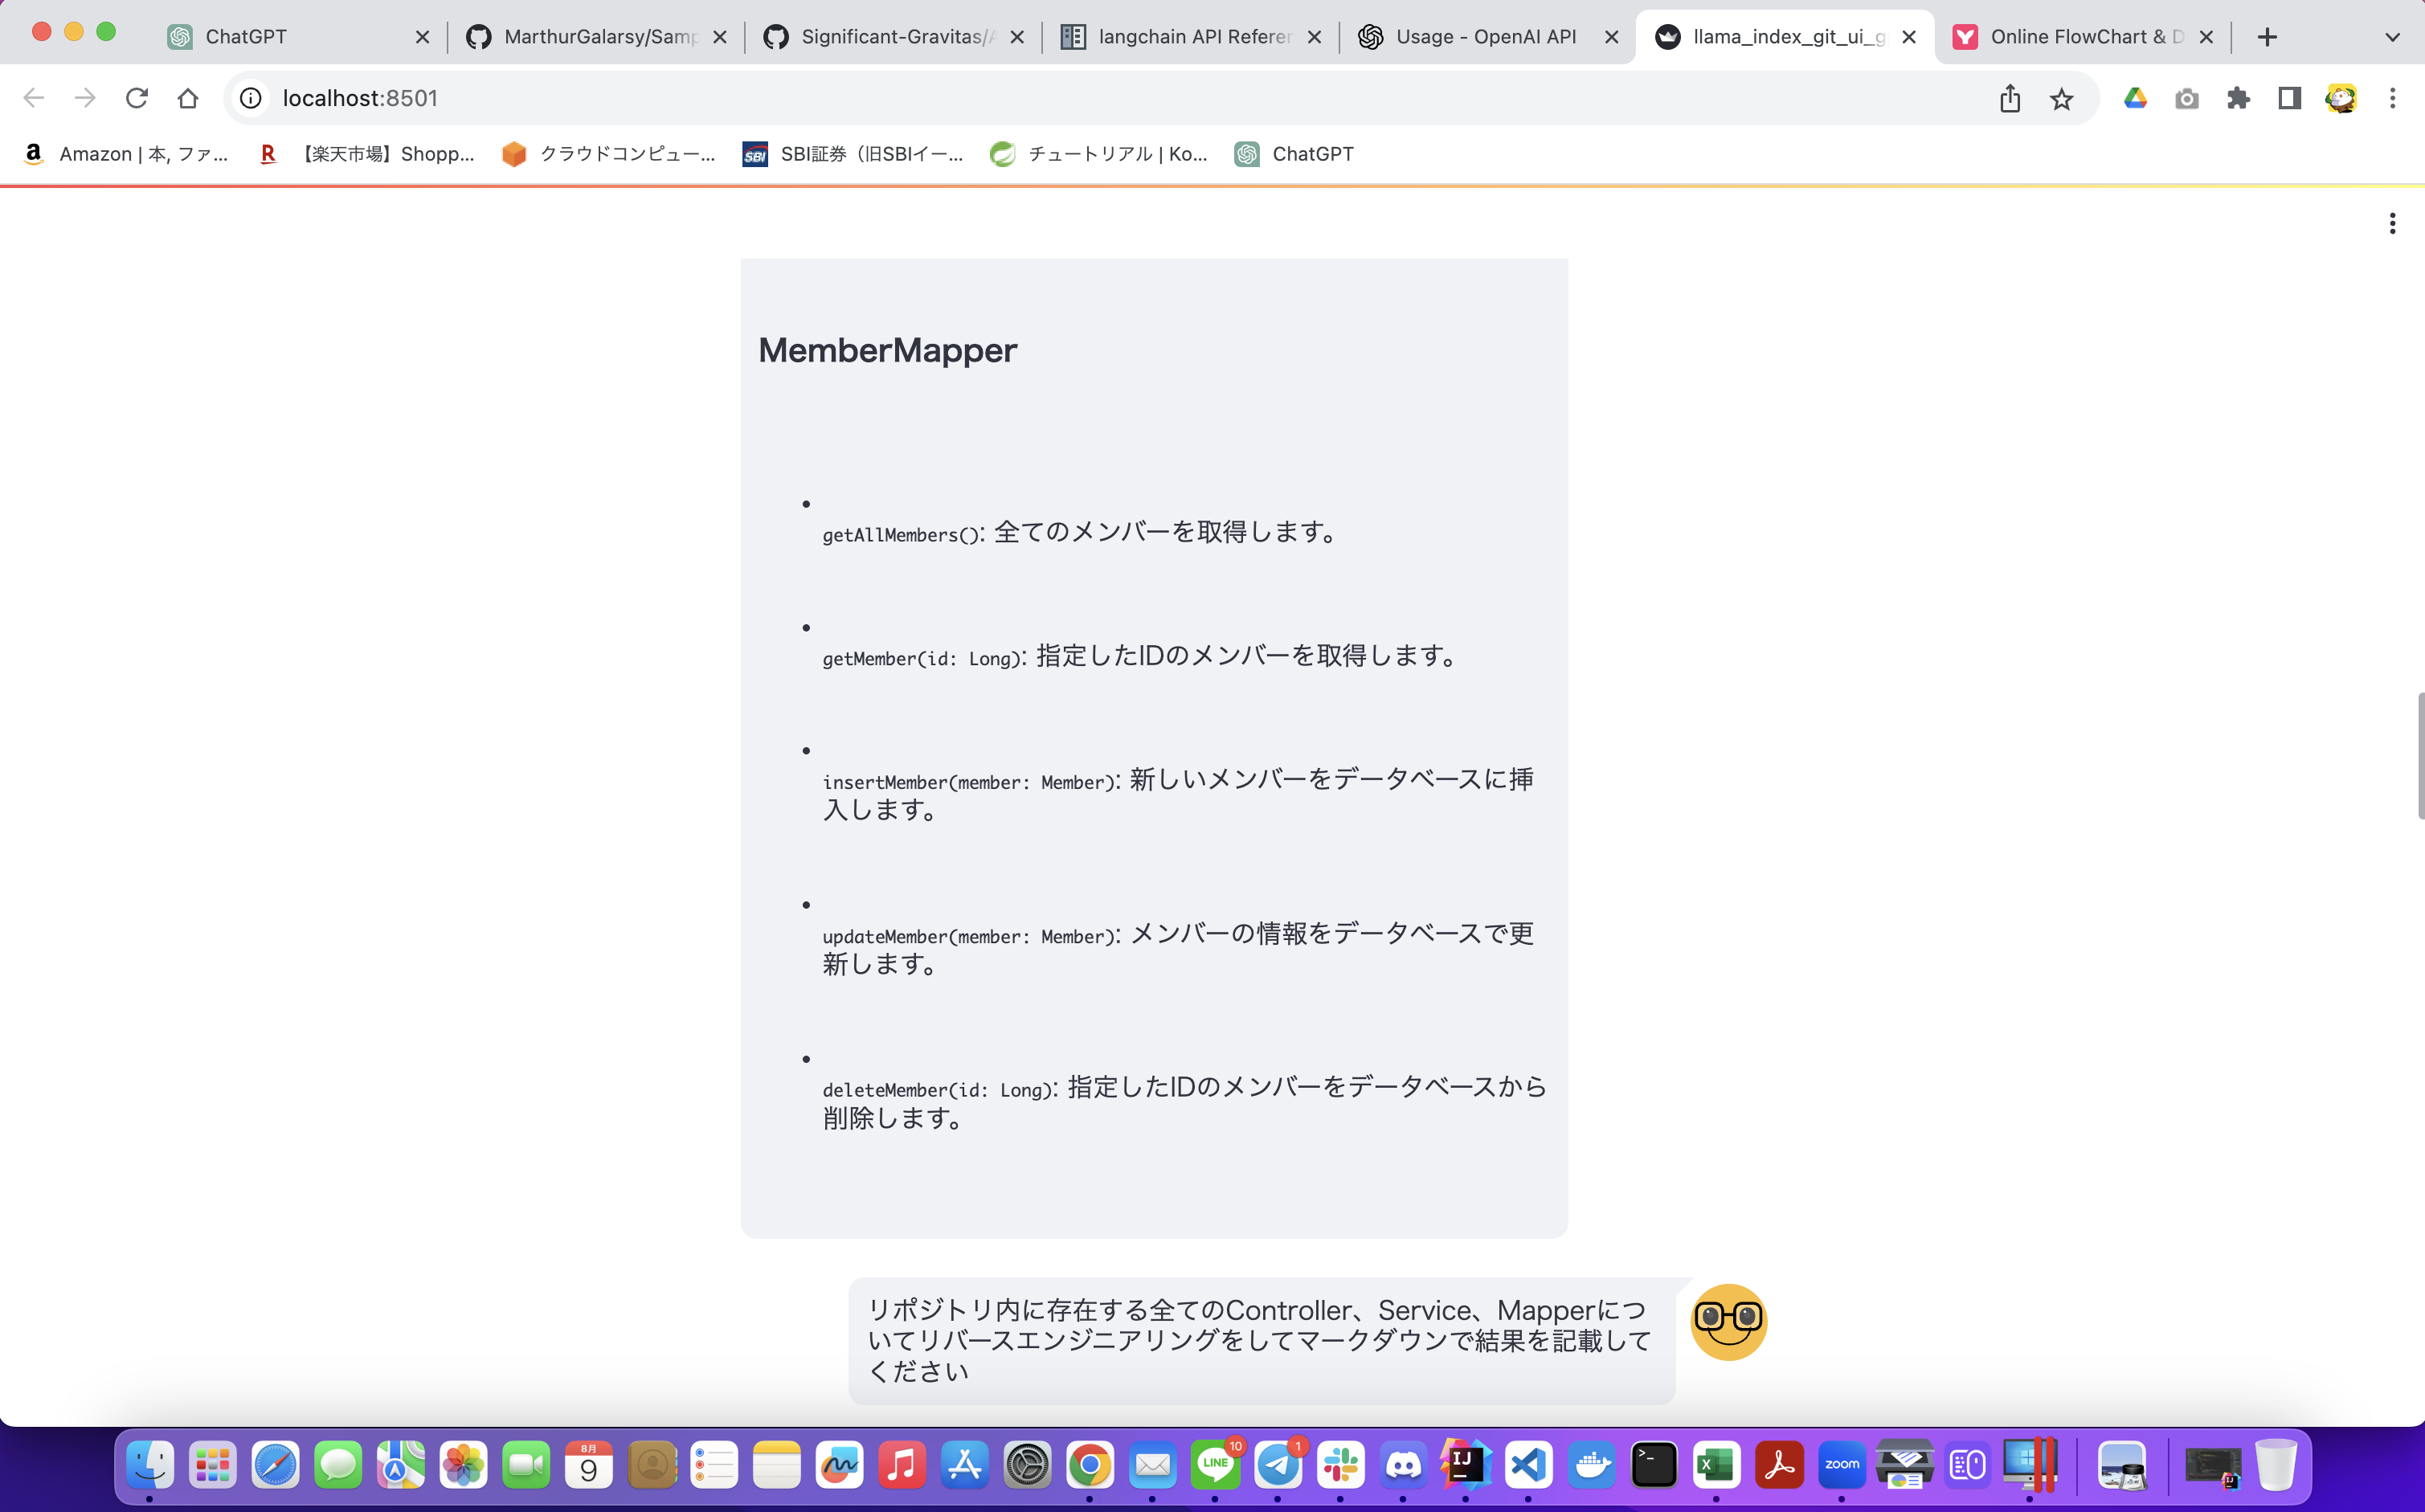 ChatGPT
MarthurGalarsy/Samp
Significant-Gravitas/A
langchain API Referer
Usage - OpenAI API
llama_index_git_ui_g
Online FlowChart & D
localhost:8501
Amazon | 本, ファ...
【楽天市場】Shopp...
クラウドコンピュー...
SBI証券（旧SBIイー...
チュートリアル | Ko...
ChatGPT
MemberMapper
getAllMembers(): 全てのメンバーを取得します。
getMember(id: Long): 指定したIDのメンバーを取得します。
insertMember(member: Member): 新しいメンバーをデータベースに挿
入します。
updateMember(member: Member): メンバーの情報をデータベースで更
新します。
deleteMember(id: Long): 指定したIDのメンバーをデータベースから
削除します。
リポジトリ内に存在する全てのController、Service、Mapperにつ
いてリバースエンジニアリングをしてマークダウンで結果を記載して
ください
8月
9
LINE
10
1
IJ
X
zoom